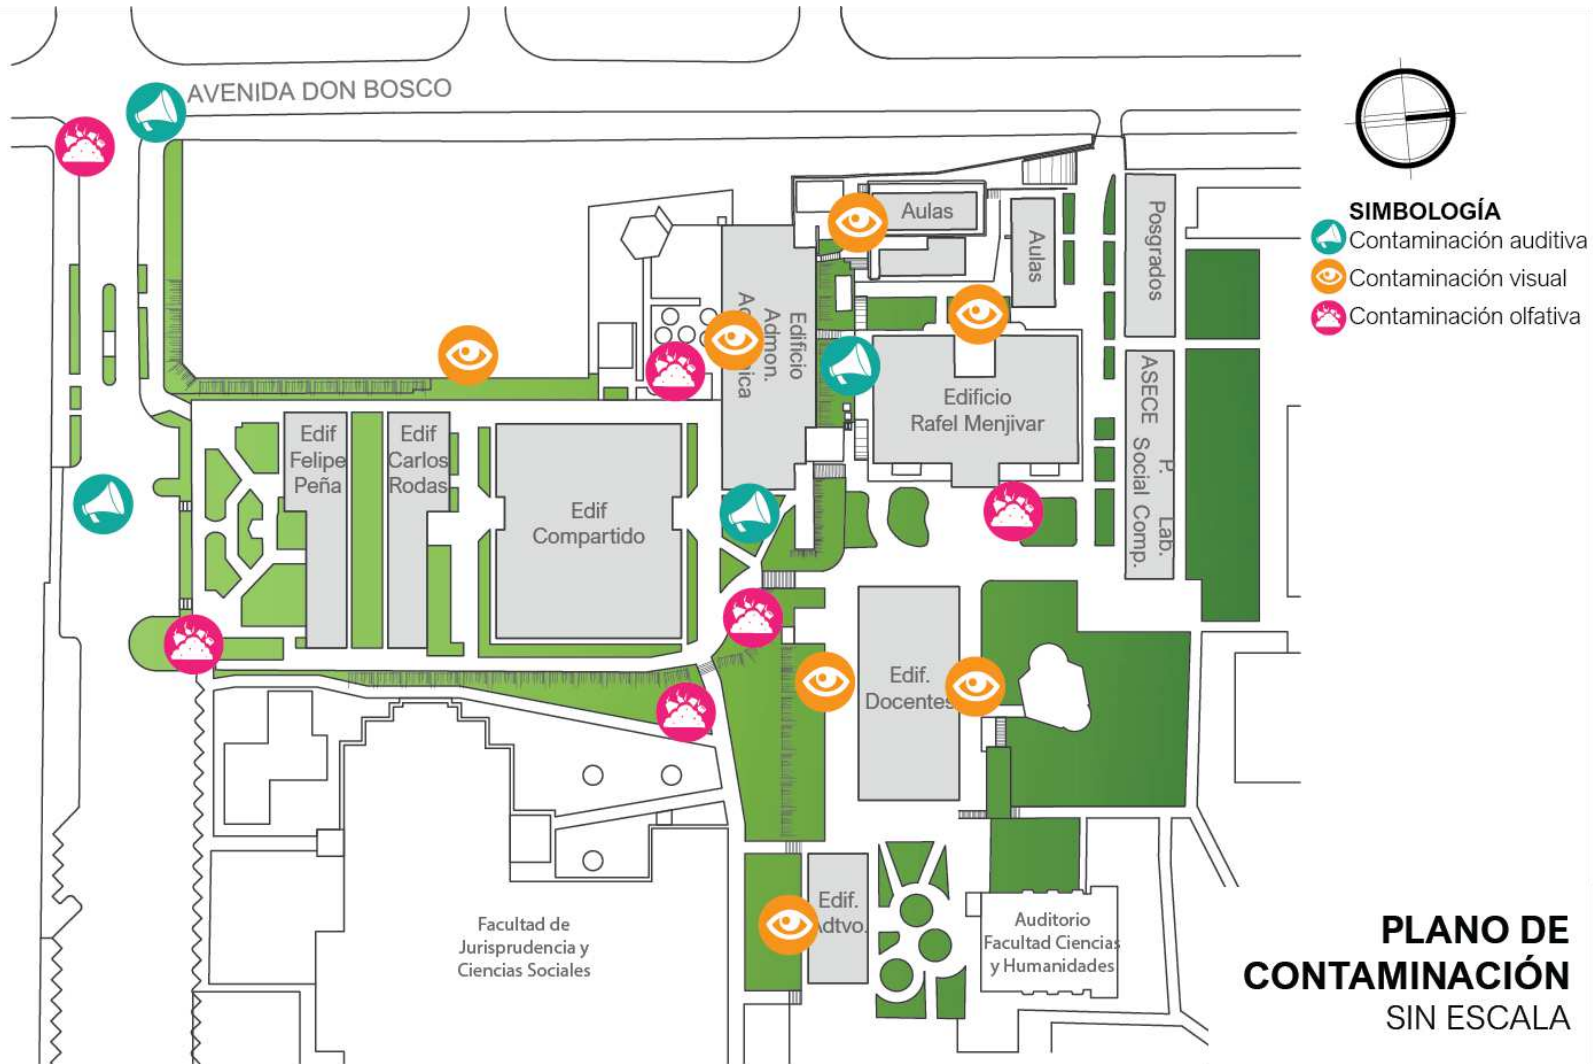 AVENIDA DON BOSCO
SIMBOLOGÍA
Contaminación auditiva
Contaminación visual
Contaminación olfativa
Aulas
Aulas
Posgrados
Edificio
Admon.
Edificio
Rafel Menjivar
ASECE
P.
Social Comp.
Lab.
Edif
Felipe
Peña
Edif
Carlos
Rodas
Edif
Compartido
Edif.
Docentes
Edif.
Facultad de
Jurisprudencia y
Ciencias Sociales
Auditorio
Facultad Ciencias
y Humanidades
PLANO DE
CONTAMINACIÓN
SIN ESCALA